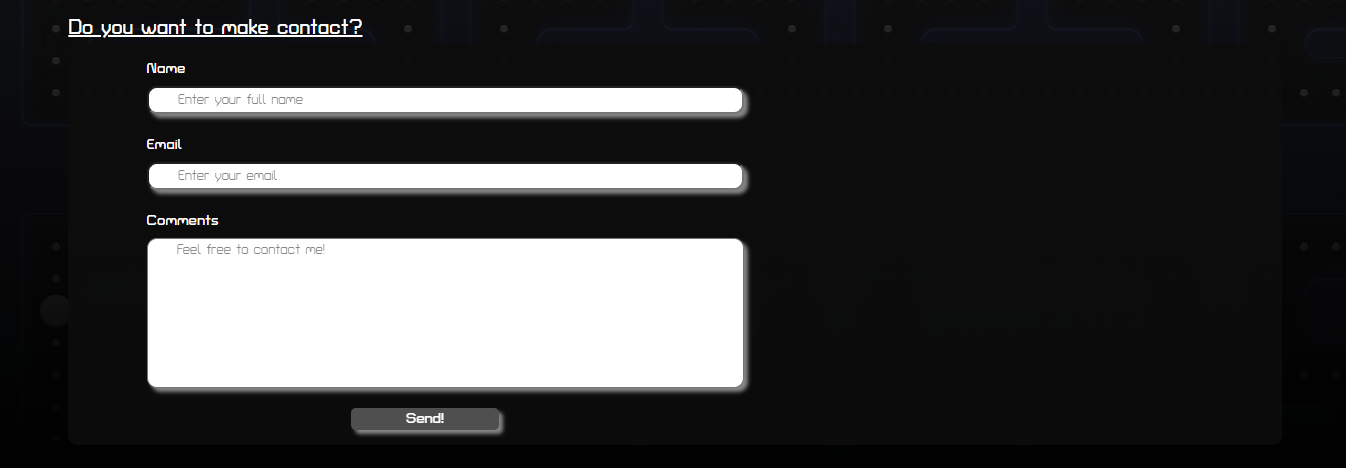 Do you want to make contact?
Name
Enter your full name
Email
Enter your email
Comments
Feel free to contact me!
Send!